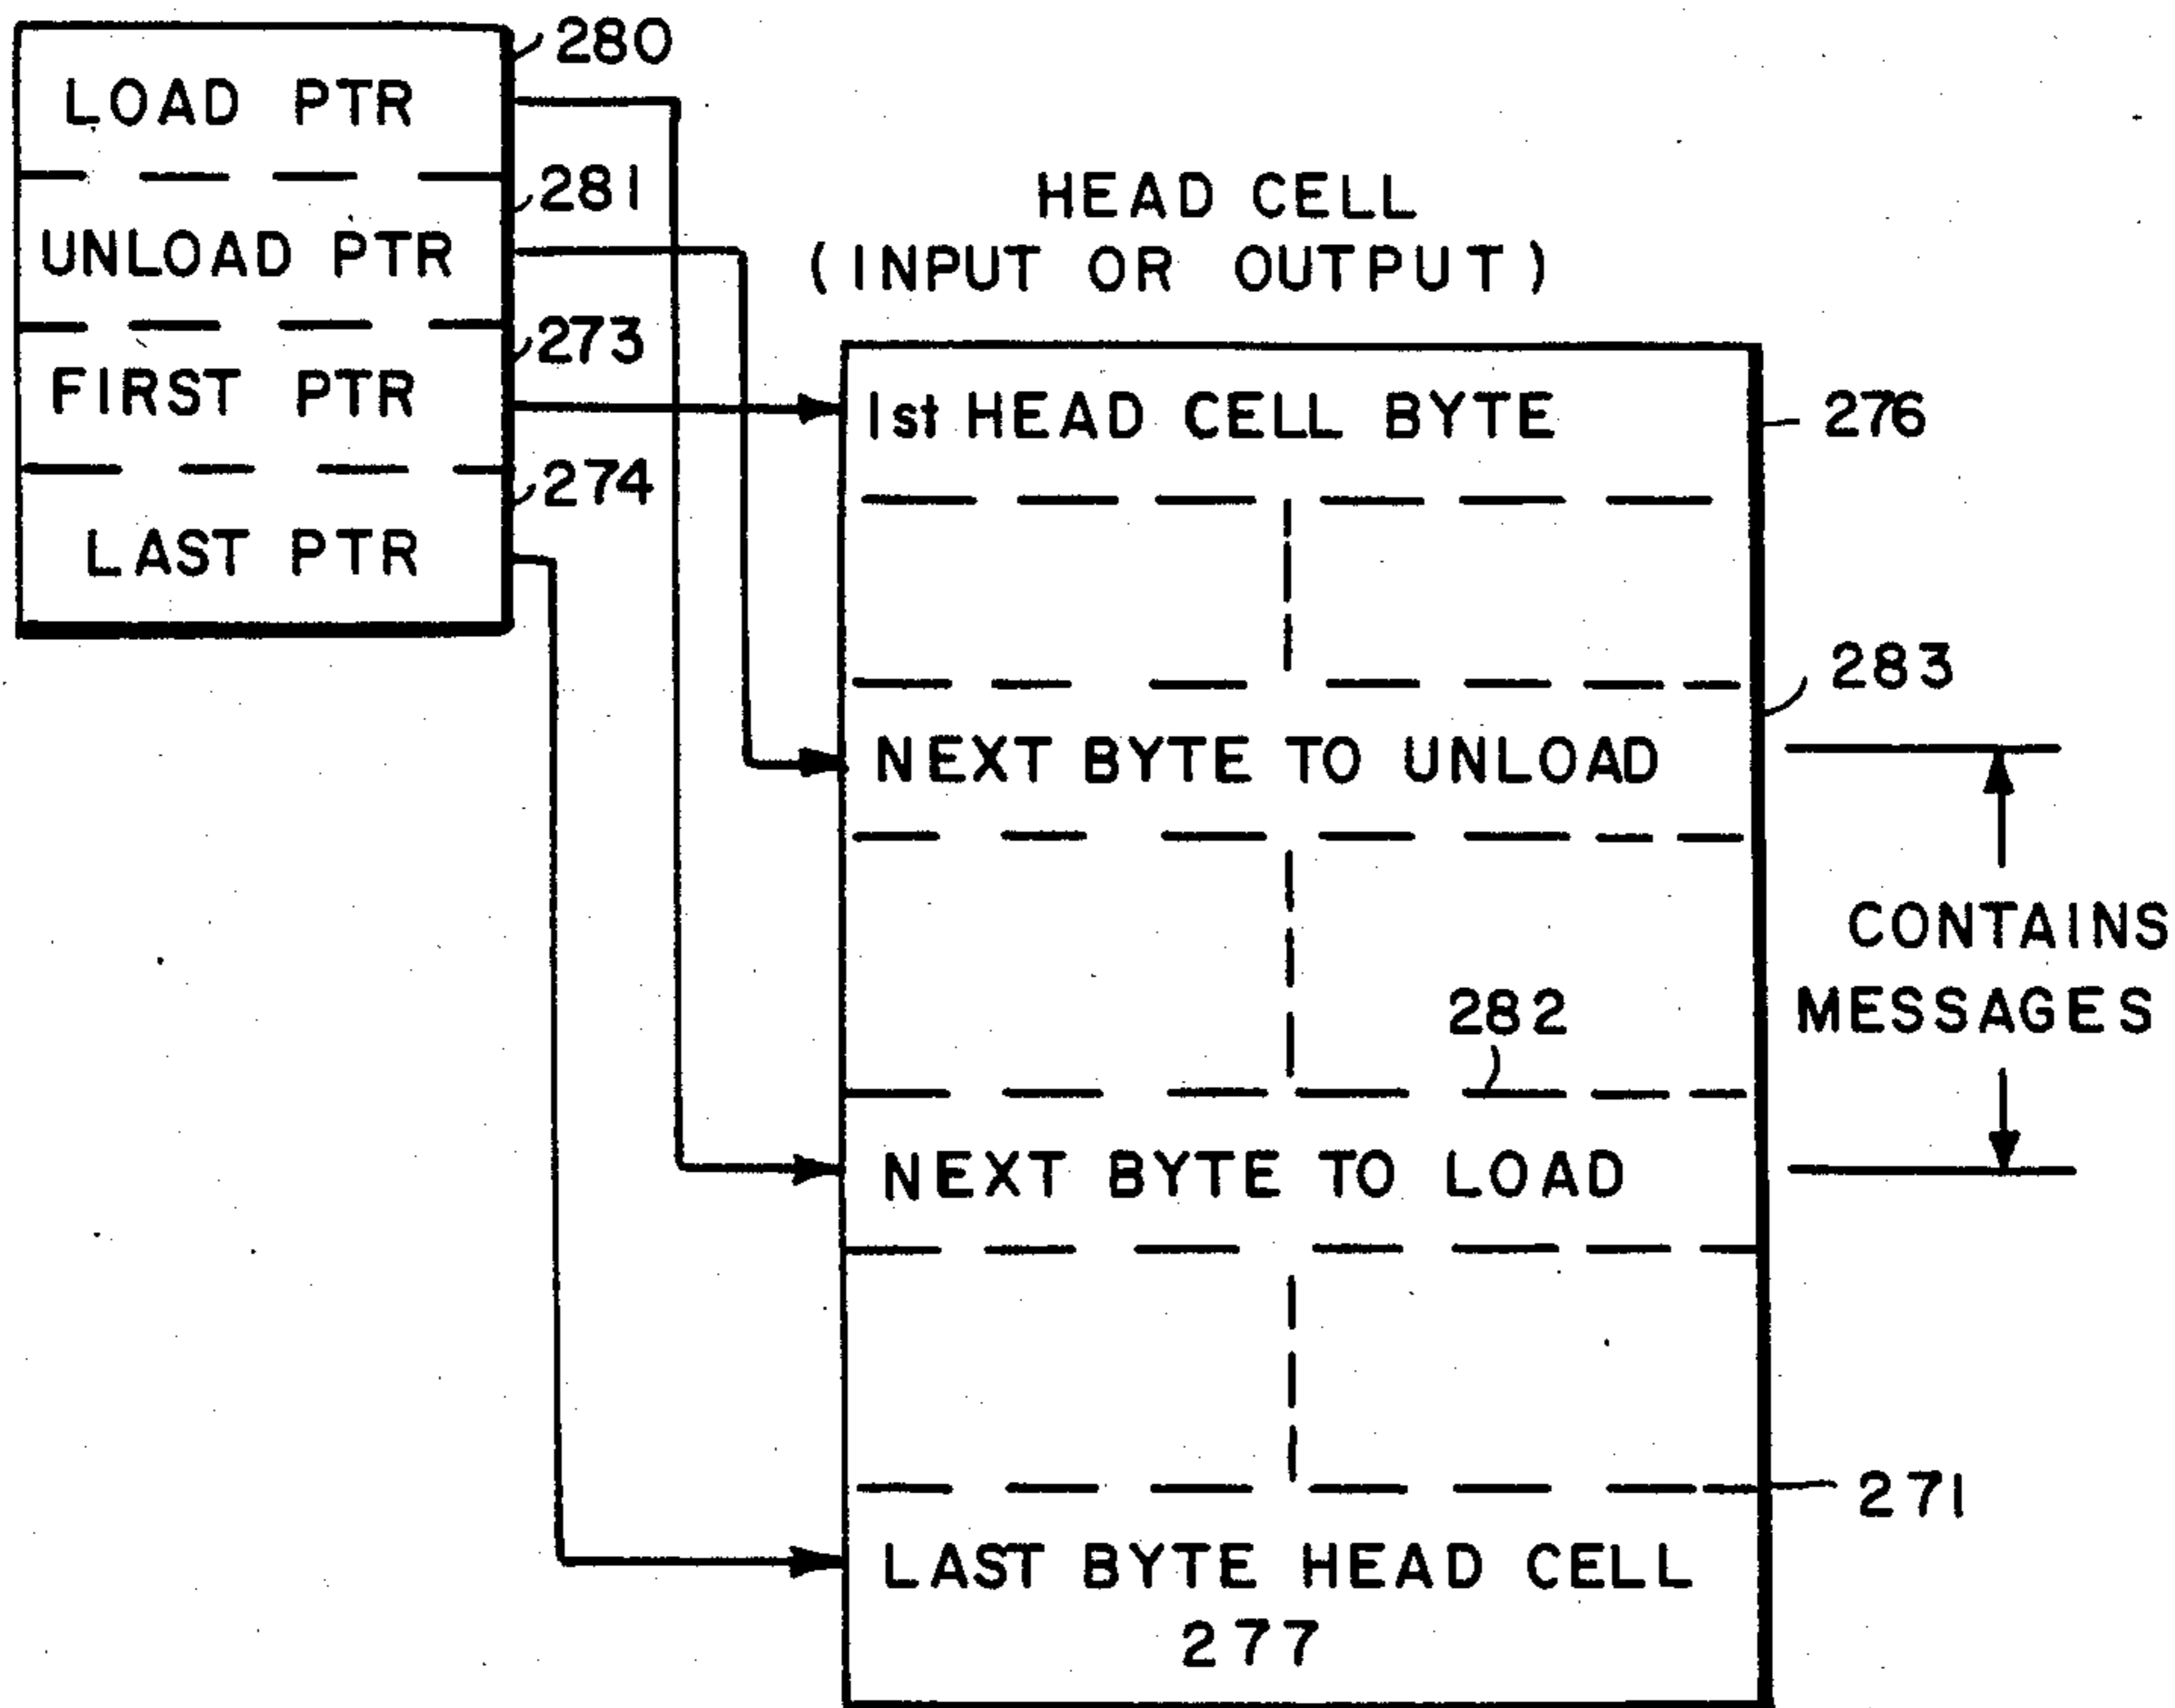 280
LOAD PTR
281
UNLOAD PTR
273
FIRST PTR
274
LAST PTR
HEAD CELL
(INPUT OR OUTPUT)
1st HEAD CELL BYTE
276
283
NEXT BYTE TO UNLOAD
CONTAINS
MESSAGES
282
NEXT BYTE TO LOAD
271
LAST BYTE HEAD CELL
277